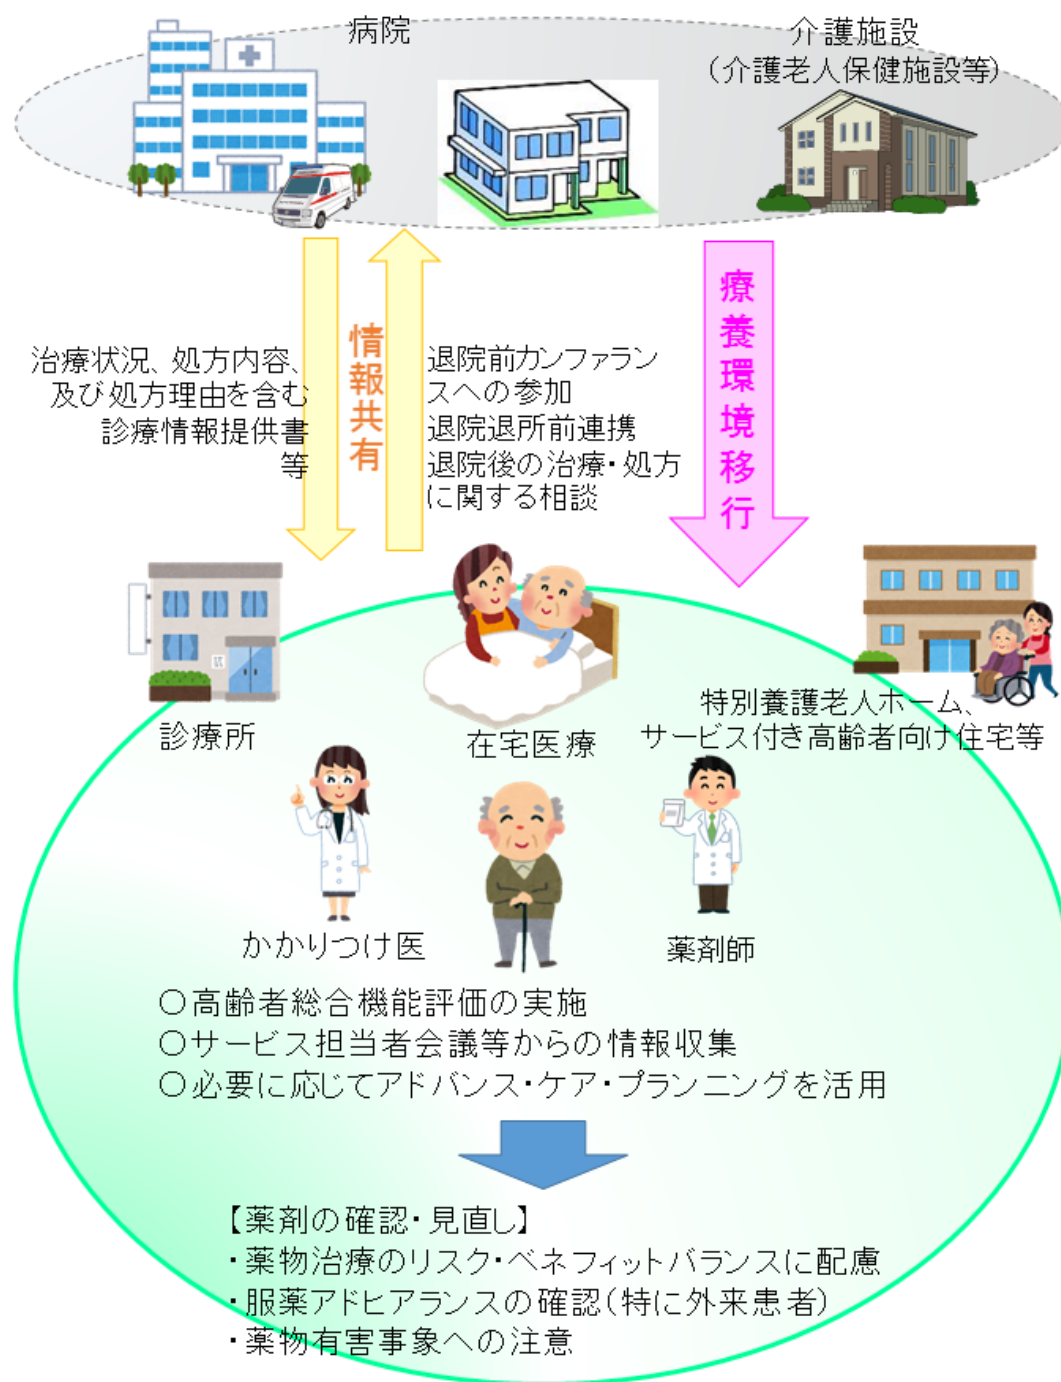 病院
介護施設
(介護老人保健施設等)
治療状況、処方内容、
及び処方理由を含む
診療情報提供書
等
情報共有
退院前カンファラン
スへの参加
退院退所前連携
退院後の治療・処方
に関する相談
療養環境移行
診療所
在宅医療
特別養護老人ホーム、
サービス付き高齢者向け住宅等
かかりつけ医
薬剤師
○高齢者総合機能評価の実施
○サービス担当者会議等からの情報収集
○必要に応じてアドバンス・ケア・プランニングを活用
【薬剤の確認・見直し】
・薬物治療のリスク・ベネフィットバランスに配慮
・服薬アドヒアランスの確認(特に外来患者)
・薬物有害事象への注意